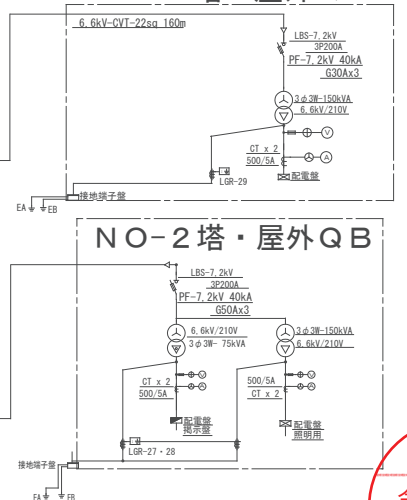 6.6kV-CVT-22sq 160m
LBS-7.2kV
3P200A
PF-7.2kV 40kA
G30Ax3
3φ3W-150kVA
6.6kV/210V
V
CT x 2
500/5A
A
配電盤
LGR-29
接地端子盤
EA EB
NO-2塔・屋外QB
LBS-7.2kV
3P200A
PF-7.2kV 40kA
G50Ax3
6.6kV/210V
3φ3W- 75kVA
3φ3W-150kVA
6.6kV/210V
V
V
CT x 2
500/5A
A
500/5A
CT x 2
A
配電盤
掲示盤
配電盤
照明用
LGR-27・28
接地端子盤
EA EB